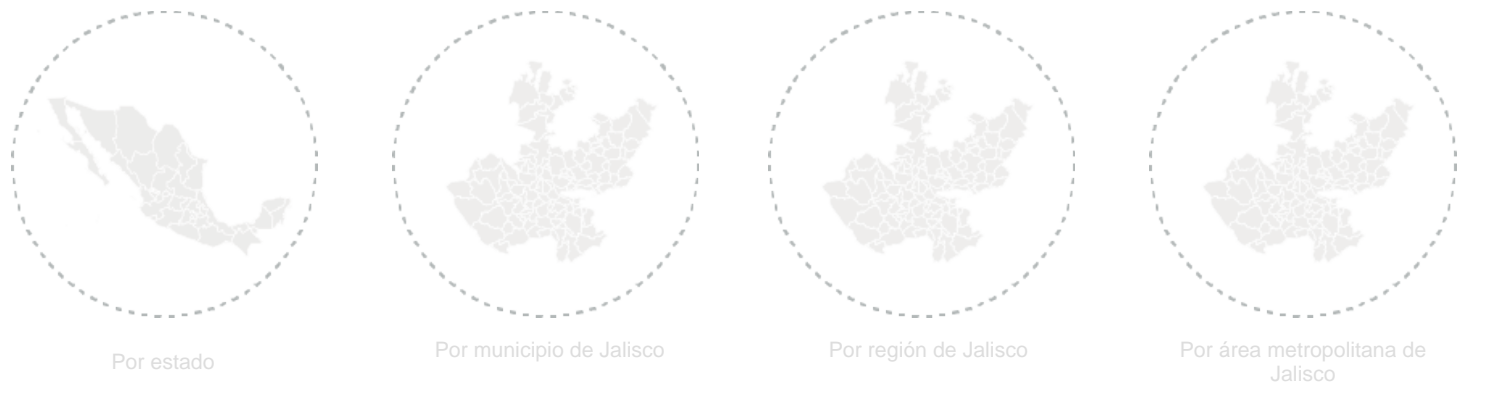 Por estado
Por municipio de Jalisco
Por región de Jalisco
Por área metropolitana de
Jalisco